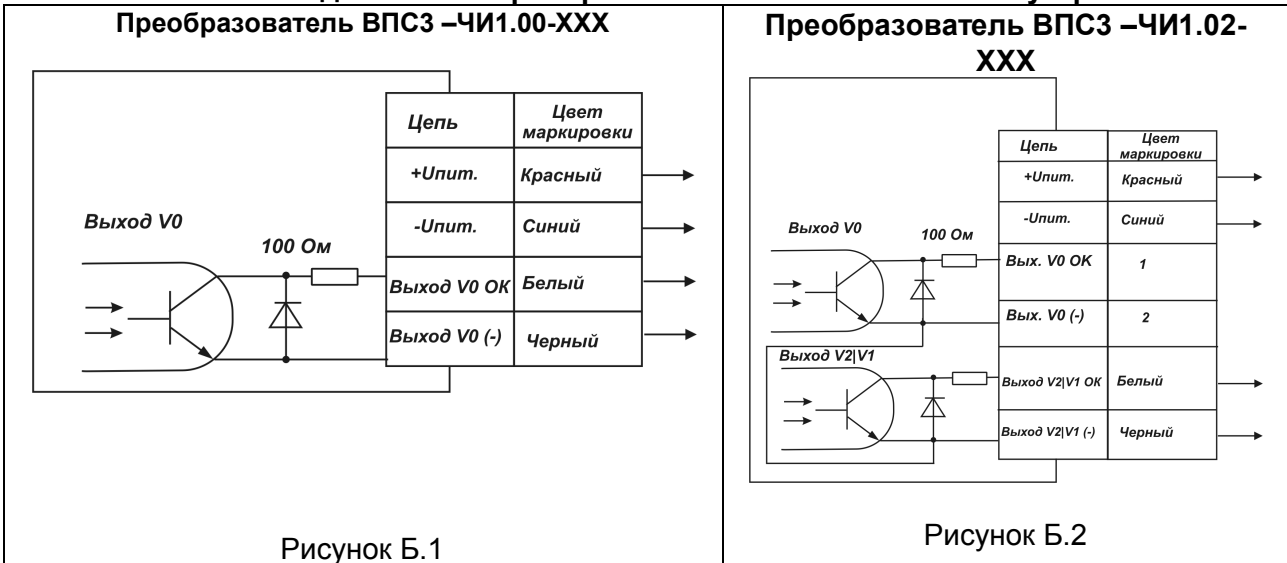 Преобразователь ВПС3 –ЧИ1.00-ХХХ
Цепь
Цвет
маркировки
+Uпит.
Красный
-Uпит.
Синий
Выход V0
100 Ом
Выход V0 ОК
Белый
Выход V0 (-)
Черный
Рисунок Б.1
Преобразователь ВПС3 –ЧИ1.02-
ХХХ
Цепь
Цвет
маркировки
+Uпит.
Красный
-Uпит.
Синий
Выход V0
100 Ом
Вых. V0 ОК
1
Вых. V0 (-)
2
Выход V2|V1
Выход V2|V1 ОК
Белый
Выход V2|V1 (-)
Черный
Рисунок Б.2